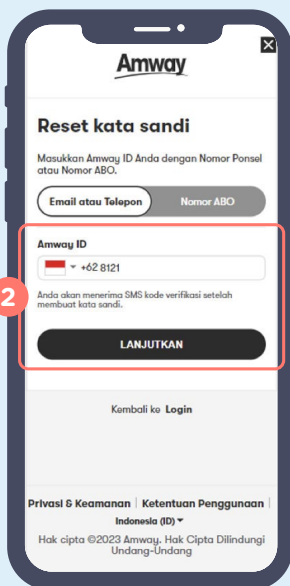 Amway
Reset kata sandi
Masukkan Amway ID Anda dengan Nomor Ponsel
atau Nomor ABO.
Email atau Telepon
Nomor ABO
Amway ID
+62 8121
2
Anda akan menerima SMS kode verifikasi setelah
membuat kata sandi.
LANJUTKAN
Kembali ke Login
Privasi & Keamanan | Ketentuan Penggunaan |
Indonesia (ID)
Hak cipta ©2023 Amway. Hak Cipta Dilindungi
Undang-Undang